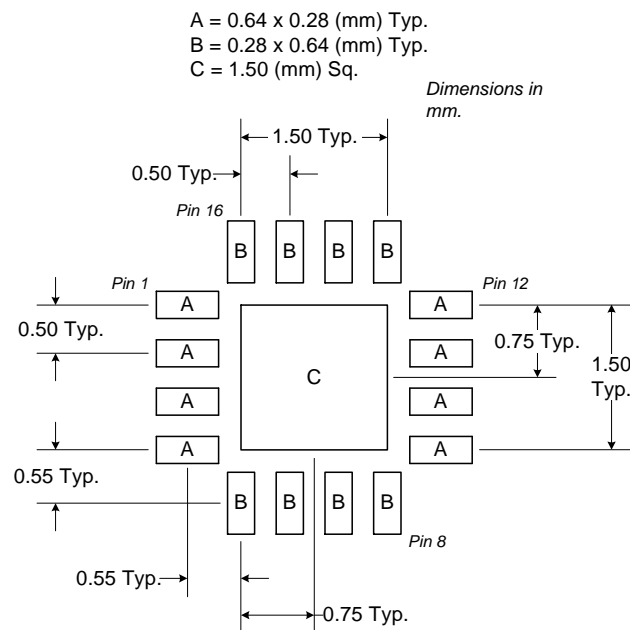 A = 0.64 x 0.28 (mm) Typ.
B = 0.28 x 0.64 (mm) Typ.
C = 1.50 (mm) Sq.
Dimensions in
mm.
1.50 Typ.
0.50 Typ.
Pin 16
B B B B
Pin 1
Pin 12
A A
0.50 Typ.
0.75 Typ.
A A
1.50
Typ.
C
A A
A A
0.55 Typ.
B B B B
Pin 8
0.55 Typ.
0.75 Typ.